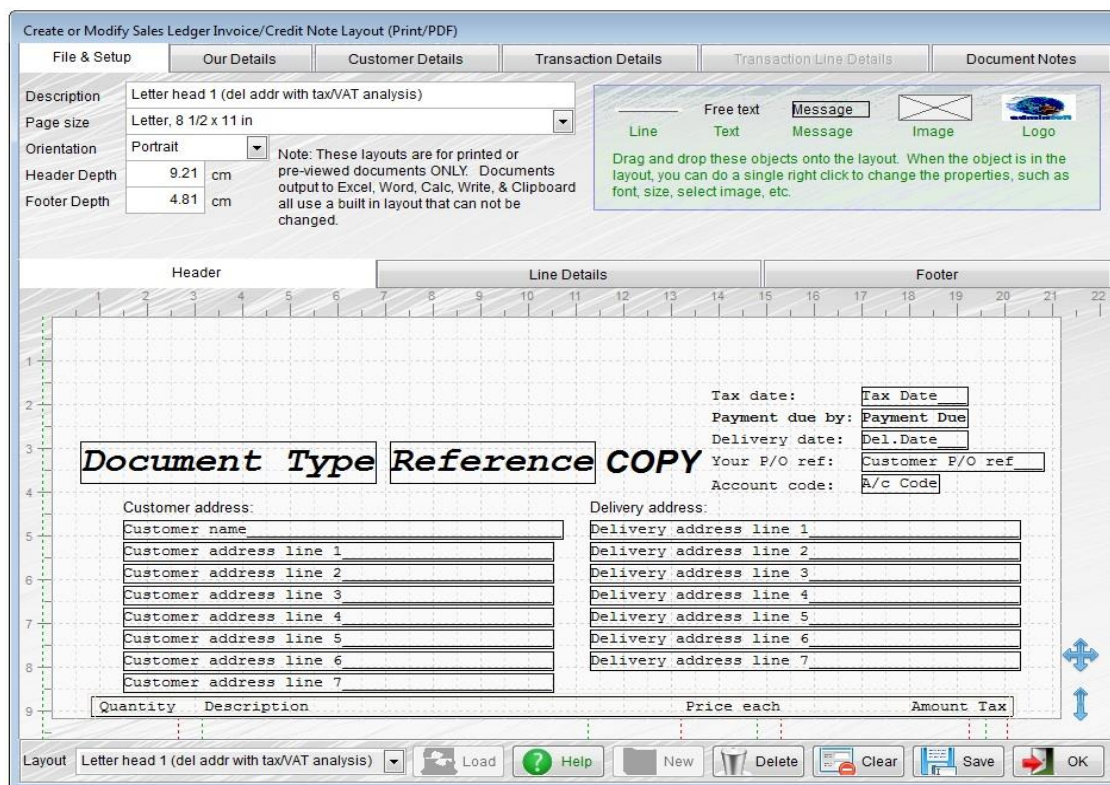 Create or Modify Sales Ledger Invoice/Credit Note Layout (Print/PDF)
File & Setup Our Details Customer Details Transaction Details Transaction Line Details Document Notes
Description Letter head 1 (del addr with tax/VAT analysis)
Page size Letter, 8 1/2 x 11 in
Orientation Portrait
Header Depth 9.21 cm
Footer Depth 4.81 cm
Note: These layouts are for printed or
pre-viewed documents ONLY. Documents
output to Excel, Word, Calc, Write, & Clipboard
all use a built in layout that can not be
changed.
Free text Message
Line Text Message Image Logo
Drag and drop these objects onto the layout. When the object is in the
layout, you can do a single right click to change the properties, such as
font, size, select image, etc.
Header Line Details Footer
1 2 3 4 5 6 7 8 9 10 11 12 13 14 15 16 17 18 19 20 21 22
1
2
3
4
5
6
7
8
9
Tax date: Tax Date___
Payment due by: Payment Due
Delivery date: Del.Date___
Document Type Reference COPY Your P/O ref: Customer P/O ref___
Account code: A/c Code
Customer address: Delivery address:
Customer name Delivery address line 1
Customer address line 1 Delivery address line 2
Customer address line 2 Delivery address line 3
Customer address line 3 Delivery address line 4
Customer address line 4 Delivery address line 5
Customer address line 5 Delivery address line 6
Customer address line 6 Delivery address line 7
Customer address line 7
Quantity Description Price each Amount Tax
Layout Letter head 1 (del addr with tax/VAT analysis) Load Help New Delete Clear Save OK